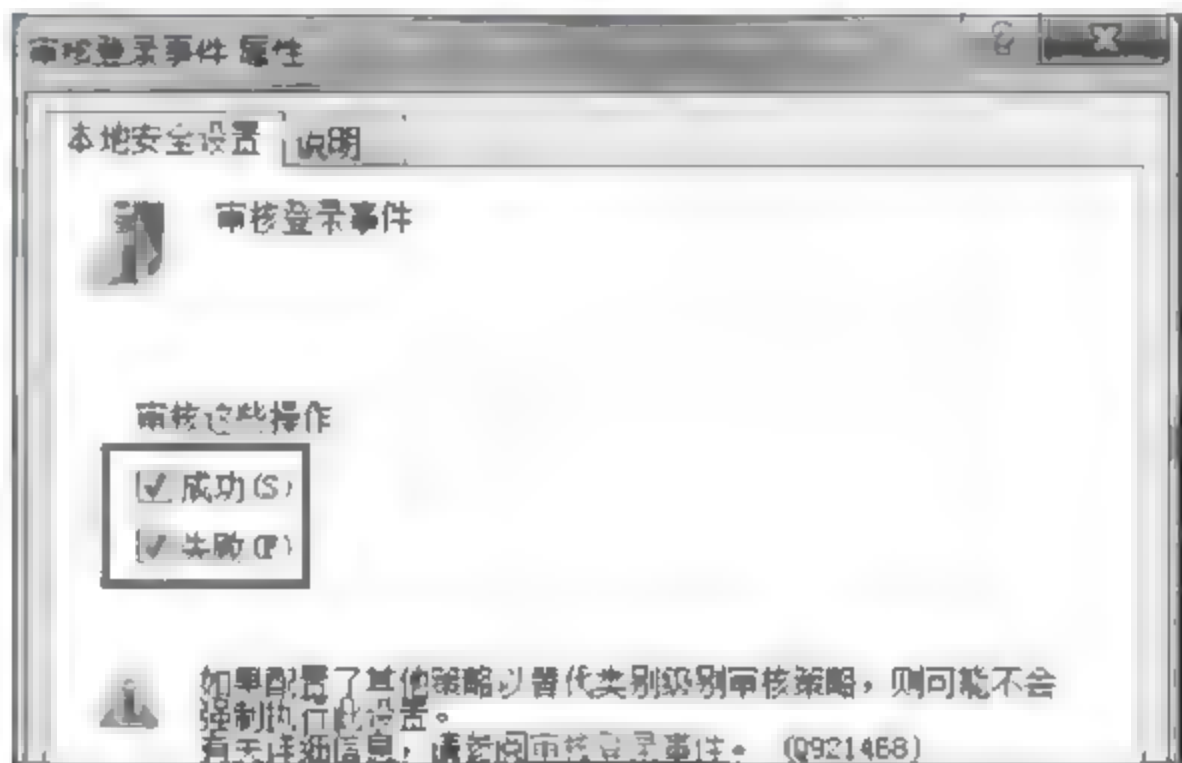 审核登录事件 属性
本地安全设置 说明
审核登录事件
审核这些操作
成功(S)
失败(F)
如果配置了其他策略以替代类别级别审核策略，则可能不会
强制执行此设置。
有关详细信息，请参阅审核登录事件。 (Q921468)